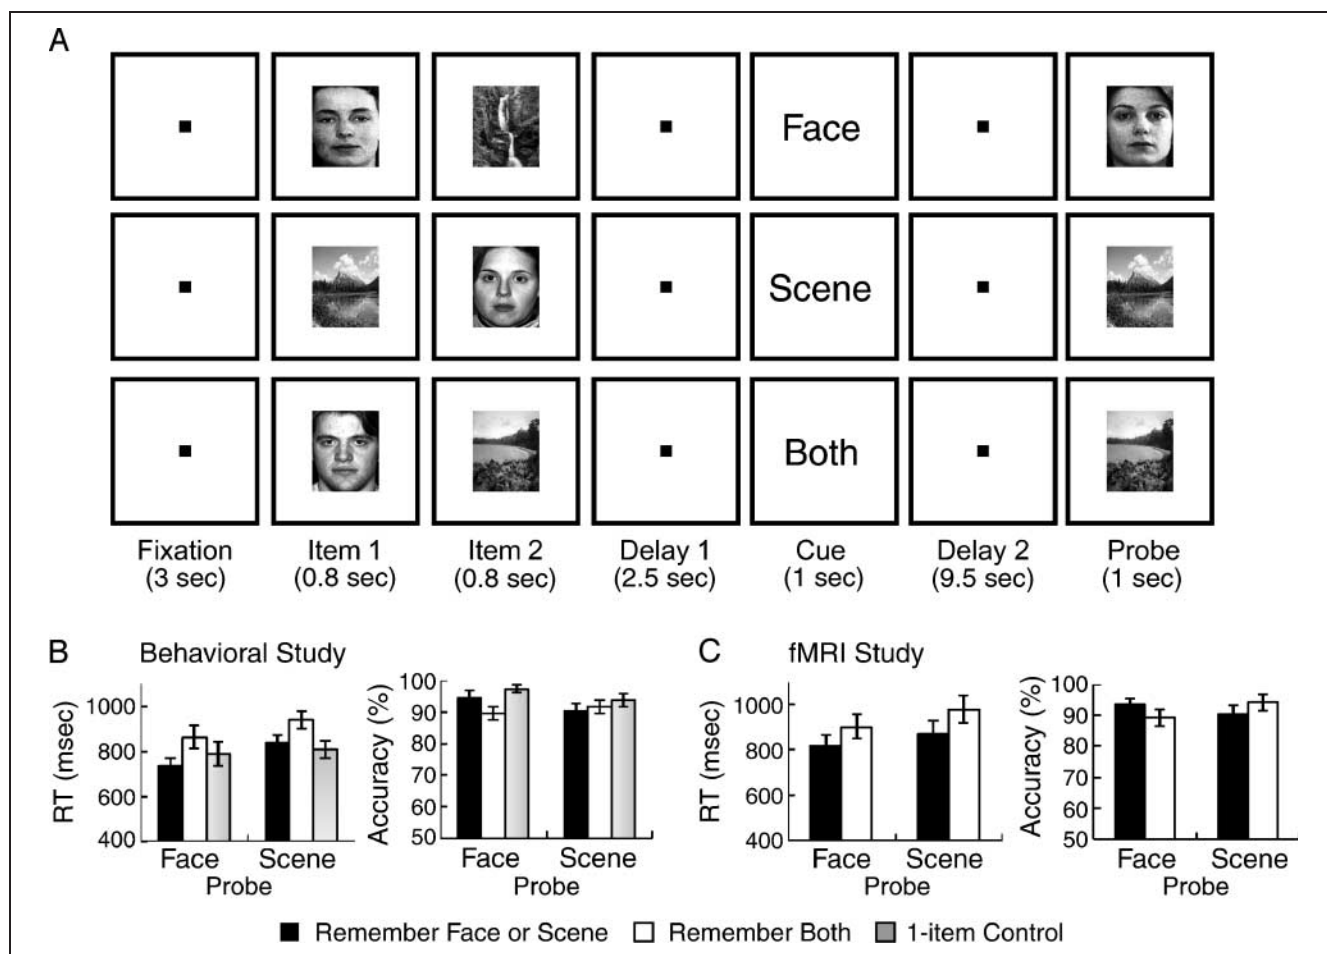 A
Face
Scene
Both
Fixation Item 1 Item 2 Delay 1 Cue Delay 2 Probe
(3 sec) (0.8 sec) (0.8 sec) (2.5 sec) (1 sec) (9.5 sec) (1 sec)
B Behavioral Study
RT (msec)
1000
800
600
400
Face Scene
Probe
Accuracy (%)
100
90
80
70
60
50
Face Scene
Probe
C fMRI Study
RT (msec)
1000
800
600
400
Face Scene
Probe
Accuracy (%)
100
90
80
70
60
50
Face Scene
Probe
Remember Face or Scene Remember Both 1-item Control